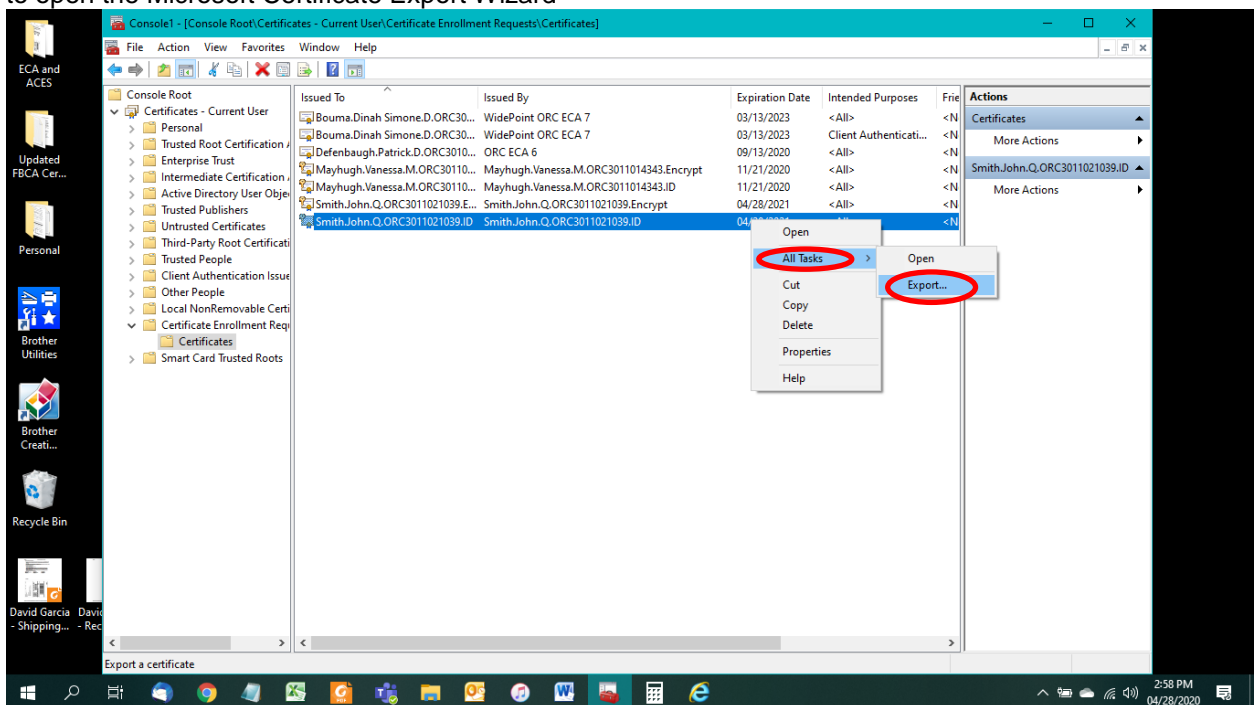 to open the Microsoft Certificate Export Wizard
Console1 - [Console Root\Certificates - Current User\Certificate Enrollment Requests\Certificates]
File Action View Favorites Window Help
Console Root
Certificates - Current User
Personal
Trusted Root Certification
Enterprise Trust
Intermediate Certification
Active Directory User Obje
Trusted Publishers
Untrusted Certificates
Third-Party Root Certificati
Trusted People
Client Authentication Issue
Other People
Local NonRemovable Certi
Certificate Enrollment Requ
Certificates
Smart Card Trusted Roots
Issued To Issued By Expiration Date Intended Purposes Frie
Bouma.Dinah Simone.D.ORC30... WidePoint ORC ECA 7 03/13/2023 <All> <N
Bouma.Dinah Simone.D.ORC30... WidePoint ORC ECA 7 03/13/2023 Client Authenticati... <N
Defenbaugh.Patrick.D.ORC3010... ORC ECA 6 09/13/2020 <All> <N
Mayhugh.Vanessa.M.ORC30110... Mayhugh.Vanessa.M.ORC3011014343.Encrypt 11/21/2020 <All> <N
Mayhugh.Vanessa.M.ORC30110... Mayhugh.Vanessa.M.ORC3011014343.ID 11/21/2020 <All> <N
Smith.John.Q.ORC3011021039.E... Smith.John.Q.ORC3011021039.Encrypt 04/28/2021 <All> <N
Smith.John.Q.ORC3011021039.ID Smith.John.Q.ORC3011021039.ID <N
Open
All Tasks
Cut
Copy
Delete
Properties
Help
Open
Export...
Actions
Certificates
More Actions
Smith.John.Q.ORC3011021039.ID
More Actions
ECA and
ACES
Updated
FBCA Cer...
Personal
Brother
Utilities
Brother
Creati...
Recycle Bin
David Garcia
- Shipping...
- Rec
Export a certificate
2:58 PM
04/28/2020